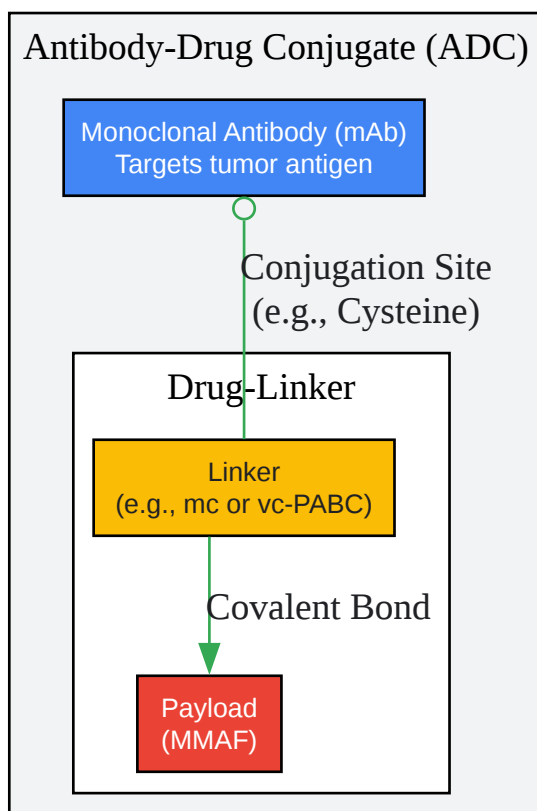 Antibody-Drug Conjugate (ADC)
Monoclonal Antibody (mAb)
Targets tumor antigen
Conjugation Site
(e.g., Cysteine)
Drug-Linker
Linker
(e.g., mc or vc-PABC)
Covalent Bond
Payload
(MMAF)